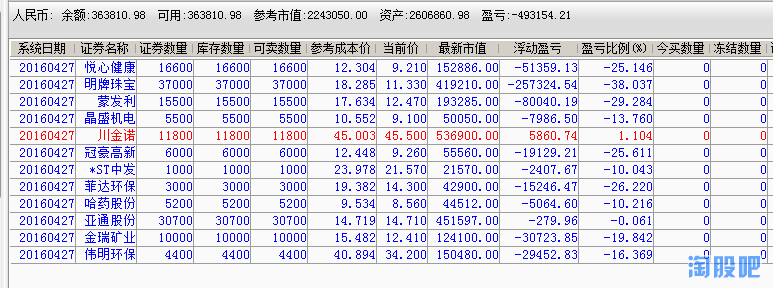 人民币: 余额:363810.98 可用:363810.98 参考市值:2243050.00 资产:2606860.98 盈亏:-493154.21
系统日期 证券名称 证券数量 库存数量 可卖数量 参考成本价 当前价 最新市值 浮动盈亏 盈亏比例(%) 今买数量 冻结数量
20160427 悦心健康 16600 16600 16600 12.304 9.210 152886.00 -51359.13 -25.146 0 0
20160427 明牌珠宝 37000 37000 37000 18.285 11.330 419210.00 -257324.54 -38.037 0 0
20160427 蒙发利 15500 15500 15500 17.634 12.470 193285.00 -80040.19 -29.284 0 0
20160427 晶盛机电 5500 5500 5500 10.552 9.100 50050.00 -7986.50 -13.760 0 0
20160427 川金诺 11800 11800 11800 45.003 45.500 536900.00 5860.74 1.104 0 0
20160427 冠豪高新 6000 6000 6000 12.448 9.260 55560.00 -19129.21 -25.611 0 0
20160427 *ST中发 1000 1000 1000 23.978 21.570 21570.00 -2407.67 -10.043 0 0
20160427 菲达环保 3000 3000 3000 19.382 14.300 42900.00 -15246.47 -26.220 0 0
20160427 哈药股份 5200 5200 5200 9.534 8.560 44512.00 -5064.60 -10.216 0 0
20160427 亚通股份 30700 30700 30700 14.719 14.710 451597.00 -279.96 -0.061 0 0
20160427 金瑞矿业 10000 10000 10000 15.482 12.410 124100.00 -30723.85 -19.842 0 0
20160427 伟明环保 4400 4400 4400 40.894 34.200 150480.00 -29452.83 -16.369 0 0
淘股吧